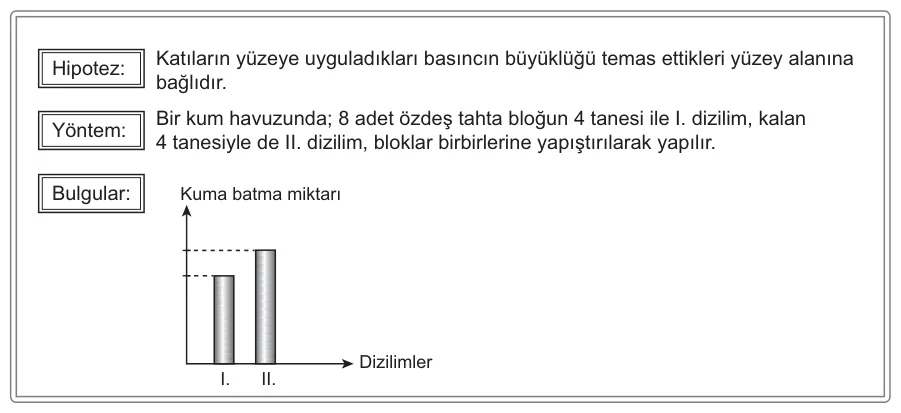 Hipotez:
Katıların yüzeye uyguladıkları basıncın büyüklüğü temas ettikleri yüzey alanına
bağlıdır.
Yöntem:
Bir kum havuzunda; 8 adet özdeş tahta bloğun 4 tanesi ile I. dizilim, kalan
4 tanesiyle de II. dizilim, bloklar birbirlerine yapıştırılarak yapılır.
Bulgular:
Kuma batma miktarı
Dizilimler
I. II.